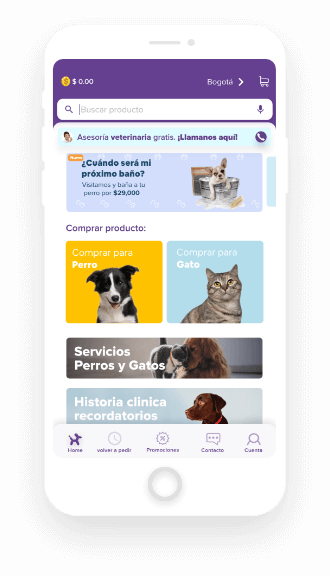 $ 0.00
Bogotá
Buscar producto
Asesoría veterinaria gratis. ¡Llamanos aquí!
Nuevo
¿Cuándo será mi
próximo baño?
Visitamos y baña a tu
perro por $29,000
Comprar producto:
Comprar para
Perro
Comprar para
Gato
Servicios
Perros y Gatos
Historia clinica
recordatorios
Home
volver a pedir
Promociones
Contacto
Cuenta